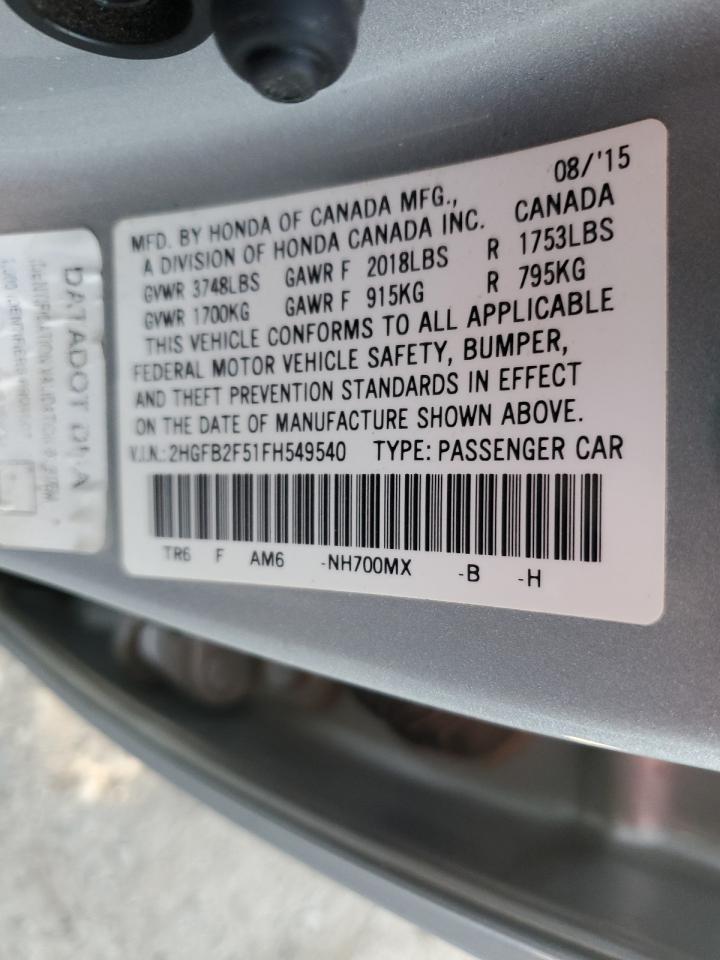 08/'15
MFD. BY HONDA OF CANADA MFG.,
A DIVISION OF HONDA CANADA INC. CANADA
GVWR 3748LBS GAWR F 2018LBS R 1753LBS
GVWR 1700KG GAWR F 915KG R 795KG
THIS VEHICLE CONFORMS TO ALL APPLICABLE
FEDERAL MOTOR VEHICLE SAFETY, BUMPER,
AND THEFT PREVENTION STANDARDS IN EFFECT
ON THE DATE OF MANUFACTURE SHOWN ABOVE.
V.I.N.: 2HGFB2F51FH549540 TYPE: PASSENGER CAR
TR6 F AM6 -NH700MX -B -H
DATADOT DNA